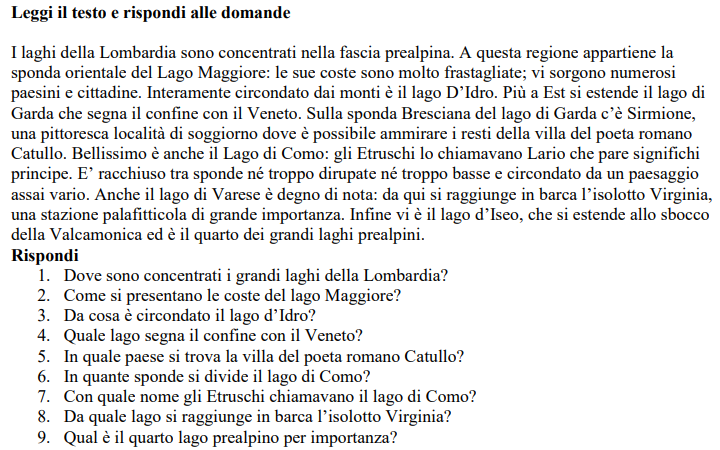 Leggi il testo e rispondi alle domande
I laghi della Lombardia sono concentrati nella fascia prealpina. A questa regione appartiene la
sponda orientale del Lago Maggiore: le sue coste sono molto frastagliate; vi sorgono numerosi
paesini e cittadine. Interamente circondato dai monti è il lago D’Idro. Più a Est si estende il lago di
Garda che segna il confine con il Veneto. Sulla sponda Bresciana del lago di Garda c’è Sirmione,
una pittoresca località di soggiorno dove è possibile ammirare i resti della villa del poeta romano
Catullo. Bellissimo è anche il Lago di Como: gli Etruschi lo chiamavano Lario che pare significhi
principe. E’ racchiuso tra sponde né troppo dirupate né troppo basse e circondato da un paesaggio
assai vario. Anche il lago di Varese è degno di nota: da qui si raggiunge in barca l’isolotto Virginia,
una stazione palafitticola di grande importanza. Infine vi è il lago d’Iseo, che si estende allo sbocco
della Valcamonica ed è il quarto dei grandi laghi prealpini.
Rispondi
1. Dove sono concentrati i grandi laghi della Lombardia?
2. Come si presentano le coste del lago Maggiore?
3. Da cosa è circondato il lago d’Idro?
4. Quale lago segna il confine con il Veneto?
5. In quale paese si trova la villa del poeta romano Catullo?
6. In quante sponde si divide il lago di Como?
7. Con quale nome gli Etruschi chiamavano il lago di Como?
8. Da quale lago si raggiunge in barca l’isolotto Virginia?
9. Qual è il quarto lago prealpino per importanza?